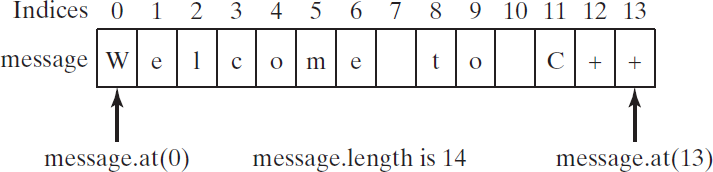 Indices 0 1 2 3 4 5 6 7 8 9 10 11 12 13
message W e l c o m e t o C + +
message.at(0) message.length is 14 message.at(13)